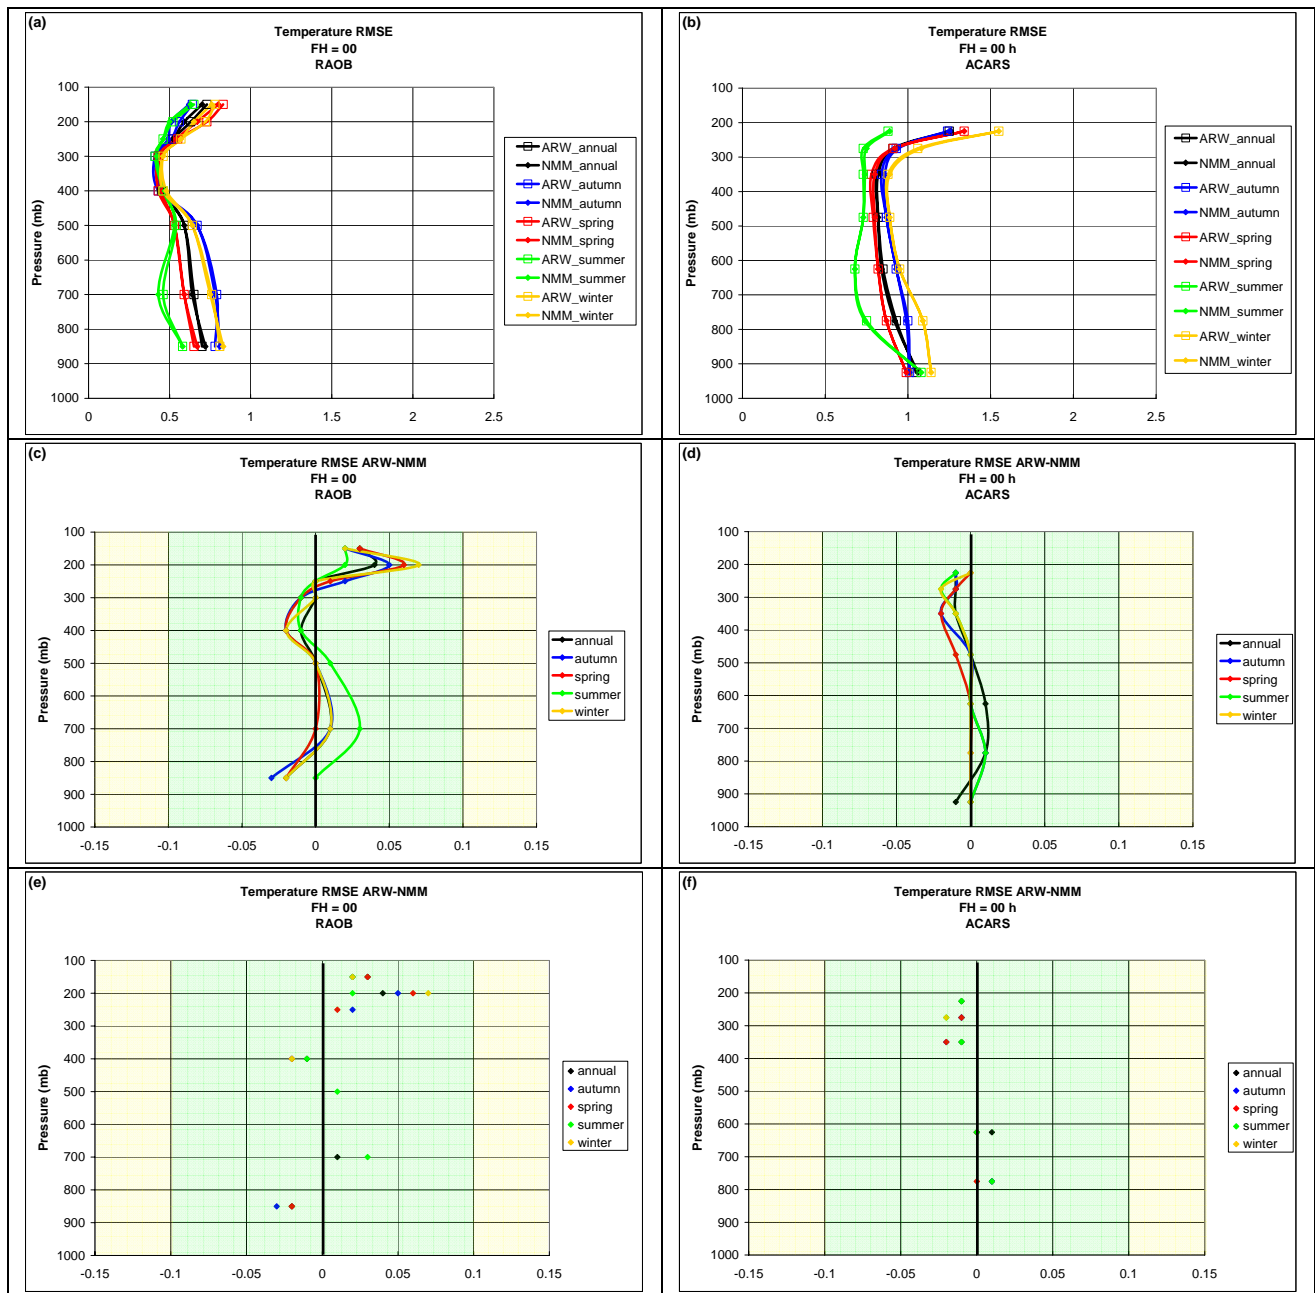 (a)
Temperature RMSE
FH = 00
RAOB
100
200
300
400
500
600
700
800
900
1000
0
0.5
1
1.5
2
2.5
Pressure (mb)
ARW_annual
NMM_annual
ARW_autumn
NMM_autumn
ARW_spring
NMM_spring
ARW_summer
NMM_summer
ARW_winter
NMM_winter
(b)
Temperature RMSE
FH = 00 h
ACARS
100
200
300
400
500
600
700
800
900
1000
0
0.5
1
1.5
2
2.5
Pressure (mb)
ARW_annual
NMM_annual
ARW_autumn
NMM_autumn
ARW_spring
NMM_spring
ARW_summer
NMM_summer
ARW_winter
NMM_winter
(c)
Temperature RMSE ARW-NMM
FH = 00
RAOB
100
200
300
400
500
600
700
800
900
1000
-0.15
-0.1
-0.05
0
0.05
0.1
0.15
Pressure (mb)
annual
autumn
spring
summer
winter
(d)
Temperature RMSE ARW-NMM
FH = 00 h
ACARS
100
200
300
400
500
600
700
800
900
1000
-0.15
-0.1
-0.05
0
0.05
0.1
0.15
Pressure (mb)
annual
autumn
spring
summer
winter
(e)
Temperature RMSE ARW-NMM
FH = 00
RAOB
100
200
300
400
500
600
700
800
900
1000
-0.15
-0.1
-0.05
0
0.05
0.1
0.15
Pressure (mb)
annual
autumn
spring
summer
winter
(f)
Temperature RMSE ARW-NMM
FH = 00 h
ACARS
100
200
300
400
500
600
700
800
900
1000
-0.15
-0.1
-0.05
0
0.05
0.1
0.15
Pressure (mb)
annual
autumn
spring
summer
winter